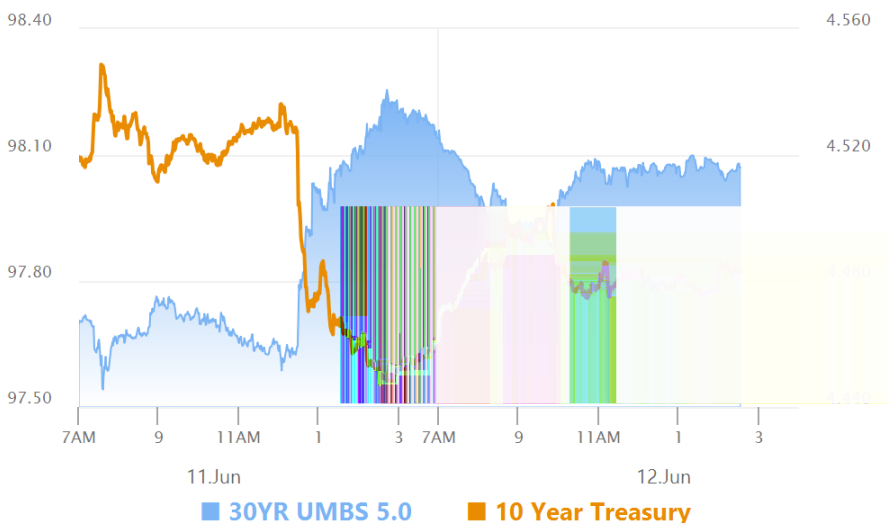 98.40 4.560
98.10 4.520
97.80
97.50
7AM 9 11AM 1 3 7AM 9 11AM 1 3
11.Jun 12.Jun
30YR UMBS 5.0 10 Year Treasury